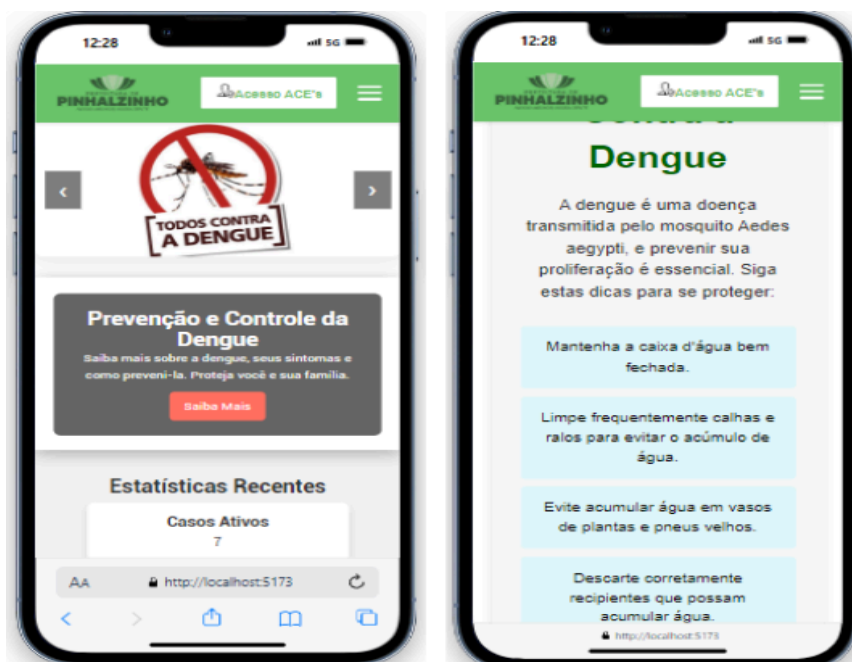 12:28
5G
PREFEITURA DE
PINHALZINHO
Acesso ACE's
‹
›
TODOS CONTRA
A DENGUE
Prevenção e Controle da
Dengue
Saiba mais sobre a dengue, seus sintomas e
como preveni-la. Proteja você e sua família.
Saiba Mais
Estatísticas Recentes
Casos Ativos
7
AA
http://localhost:5173
12:28
5G
PINHALZINHO
Acesso ACE's
Contra a
Dengue
A dengue é uma doença
transmitida pelo mosquito Aedes
aegypti, e prevenir sua
proliferação é essencial. Siga
estas dicas para se proteger:
Mantenha a caixa d'água bem
fechada.
Limpe frequentemente calhas e
ralos para evitar o acúmulo de
água.
Evite acumular água em vasos
de plantas e pneus velhos.
Descarte corretamente
recipientes que possam
acumular água.
http://localhost:5173